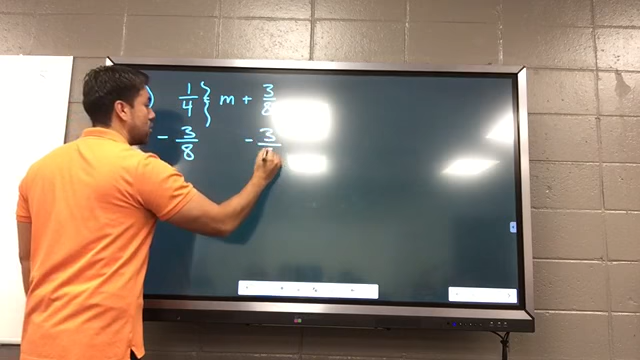 ) 1/4 = m + 3/8
- 3/8 - 3/